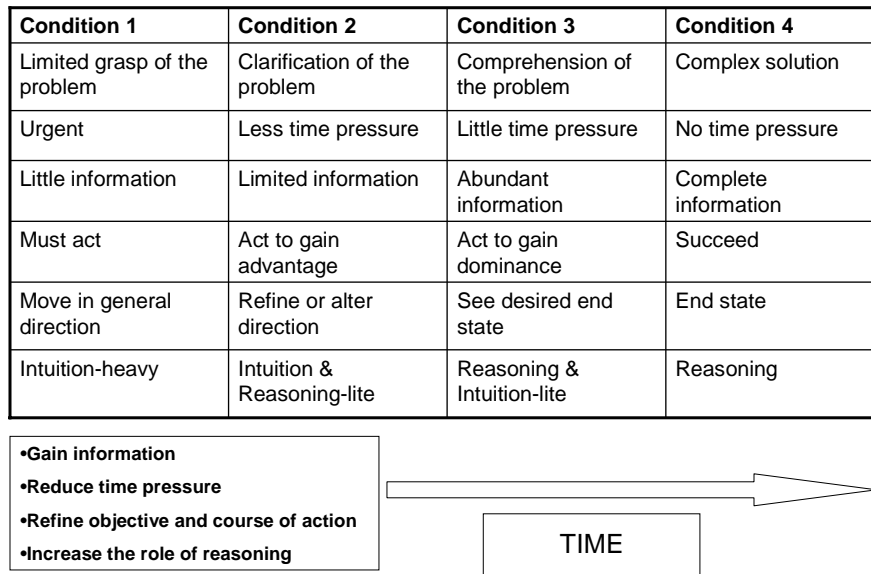 Condition 1 Condition 2 Condition 3 Condition 4
Limited grasp of the Clarification of the Comprehension of Complex solution
problem problem the problem
Urgent Less time pressure Little time pressure No time pressure
Little information Limited information Abundant Complete
information information
Must act Act to gain Act to gain Succeed
advantage dominance
Move in general Refine or alter See desired end End state
direction direction state
Intuition-heavy Intuition & Reasoning & Reasoning
Reasoning-lite Intuition-lite
•Gain information
•Reduce time pressure
•Refine objective and course of action
•Increase the role of reasoning
TIME